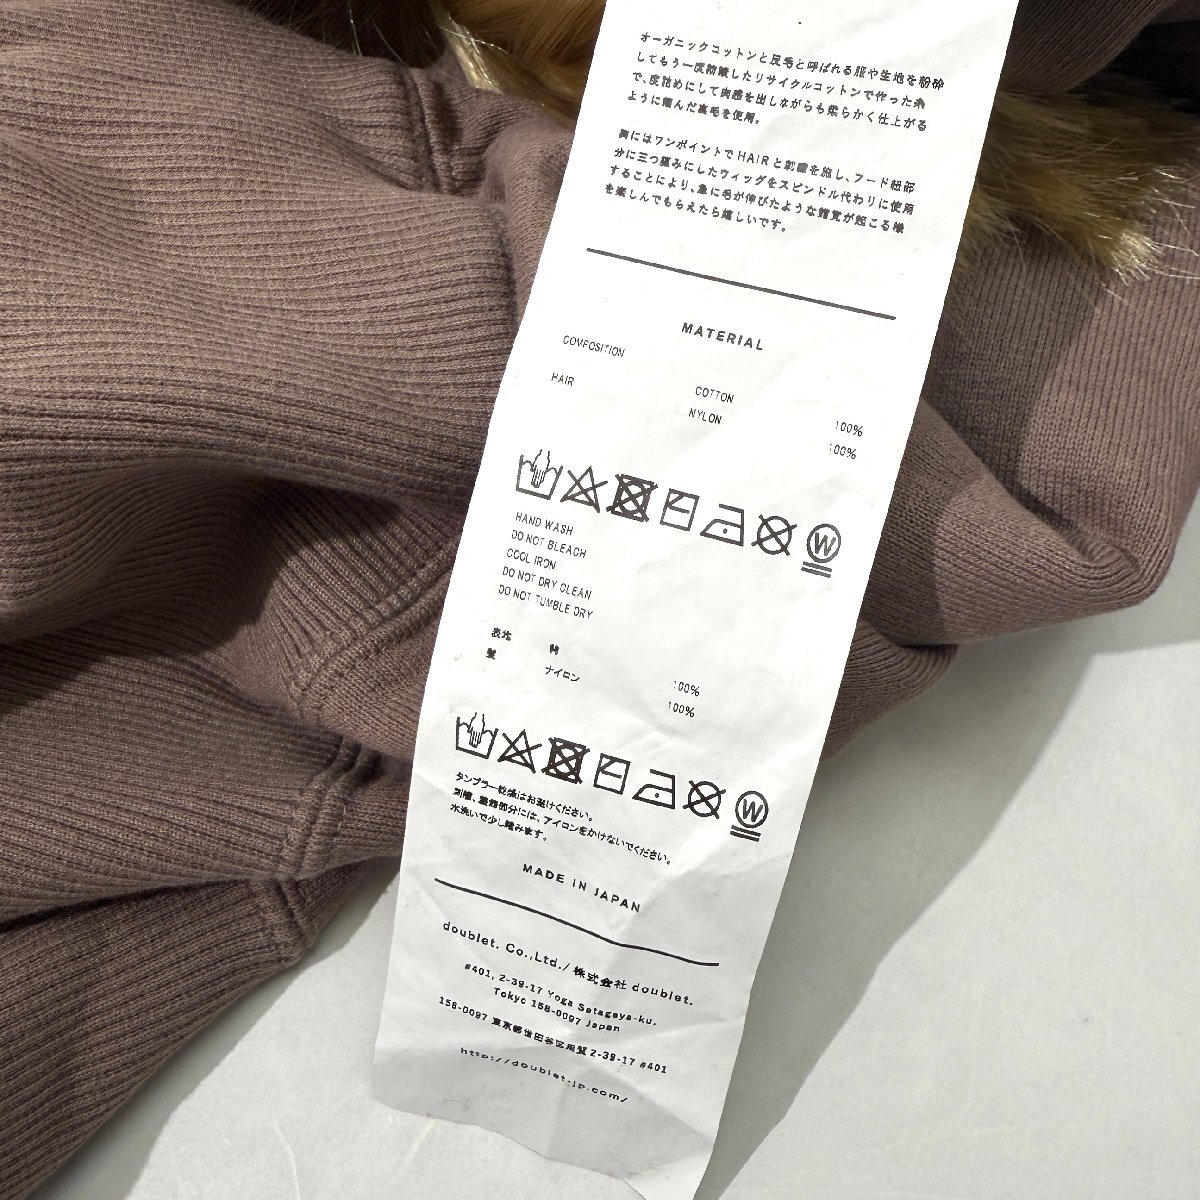 オーガニックコットンと反毛と呼ばれる服や生地を粉砕
してもう一度紡績したリサイクルコットンで作った糸
で、度詰めにして肉感を出しながらも柔らかく仕上がる
ように編んだ裏毛を使用。
胸にはワンポイントでHAIRと刺繍を施し、フード紐部
分に三つ編みにしたウィッグをスピンドル代わりに使用
することにより、急に毛が伸びたような錯覚が起こる様
を楽しんでもらえたら嬉しいです。
MATERIAL
COMPOSITION
COTTON 100%
HAIR NYLON 100%
W
HAND WASH
DO NOT BLEACH
COOL IRON
DO NOT DRY CLEAN
DO NOT TUMBLE DRY
表地 綿 100%
髪 ナイロン 100%
W
タンブラー乾燥はお避けください。
刺繍、装飾部分には、アイロンをかけないでください。
水洗いで少し縮みます。
MADE IN JAPAN
doublet. Co.,Ltd./株式会社doublet.
#401, 2-39-17 Yoga Setagaya-ku,
Tokyo 158-0097 Japan
158-0097 東京都世田谷区用賀2-39-17 #401
http://doublet-jp.com/